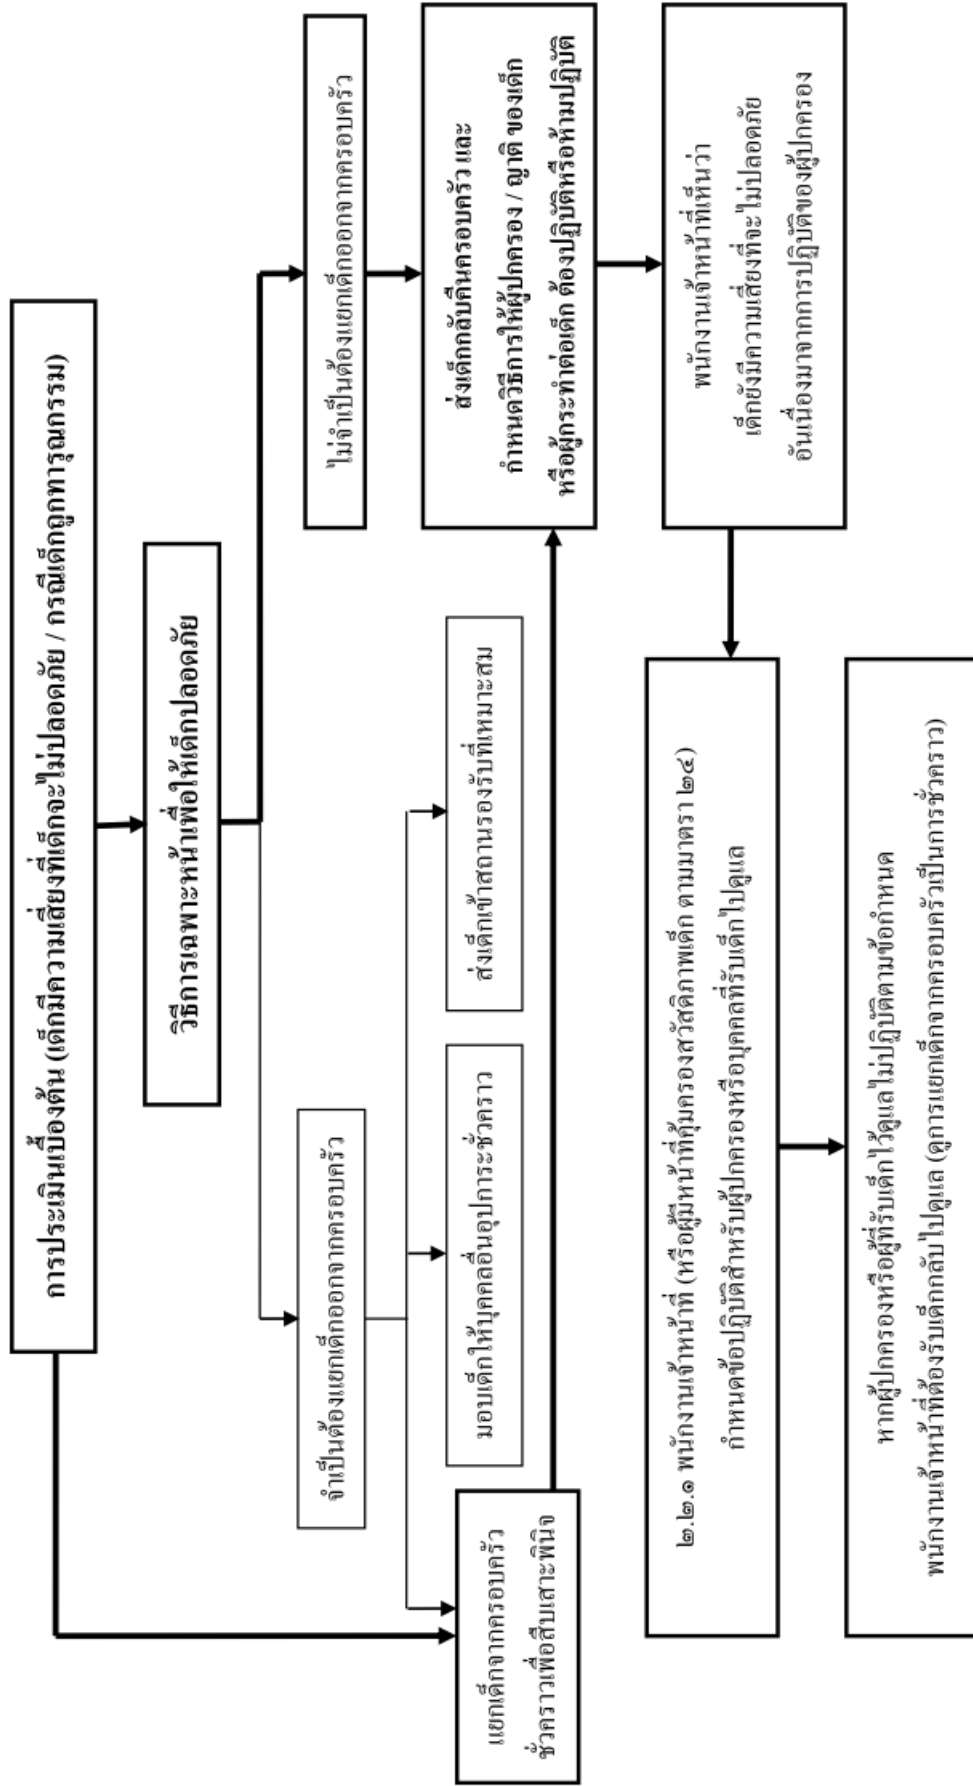 การประเมินเบื้องต้น (เด็กมีความเสี่ยงที่เด็กจะไม่ปลอดภัย / กรณีเด็กถูกทารุณกรรม)
วิธีการเฉพาะหน้าเพื่อให้เด็กปลอดภัย
จำเป็นต้องแยกเด็กออกจากครอบครัว
ไม่จำเป็นต้องแยกเด็กออกจากครอบครัว
แยกเด็กจากครอบครัว
ชั่วคราวเพื่อสืบเสาะพินิจ
มอบเด็กให้บุคคลอื่นอุปการะชั่วคราว
ส่งเด็กเข้าสถานรองรับที่เหมาะสม
ส่งเด็กกลับคืนครอบครัว และ
กำหนดวิธีการให้ผู้ปกครอง / ญาติ ของเด็ก
หรือผู้กระทำต่อเด็ก ต้องปฏิบัติหรือห้ามปฏิบัติ
พนักงานเจ้าหน้าที่เห็นว่า
เด็กยังมีความเสี่ยงที่จะไม่ปลอดภัย
อันเนื่องมาจากการปฏิบัติของผู้ปกครอง
๒.๒.๑ พนักงานเจ้าหน้าที่ (หรือผู้มีหน้าที่คุ้มครองสวัสดิภาพเด็ก ตามมาตรา ๒๔)
กำหนดข้อปฏิบัติสำหรับผู้ปกครองหรือบุคคลที่รับเด็กไปดูแล
หากผู้ปกครองหรือผู้ที่รับเด็กไว้ดูแลไม่ปฏิบัติตามข้อกำหนด
พนักงานเจ้าหน้าที่ต้องรับเด็กกลับไปดูแล (ดูการแยกเด็กจากครอบครัวเป็นการชั่วคราว)